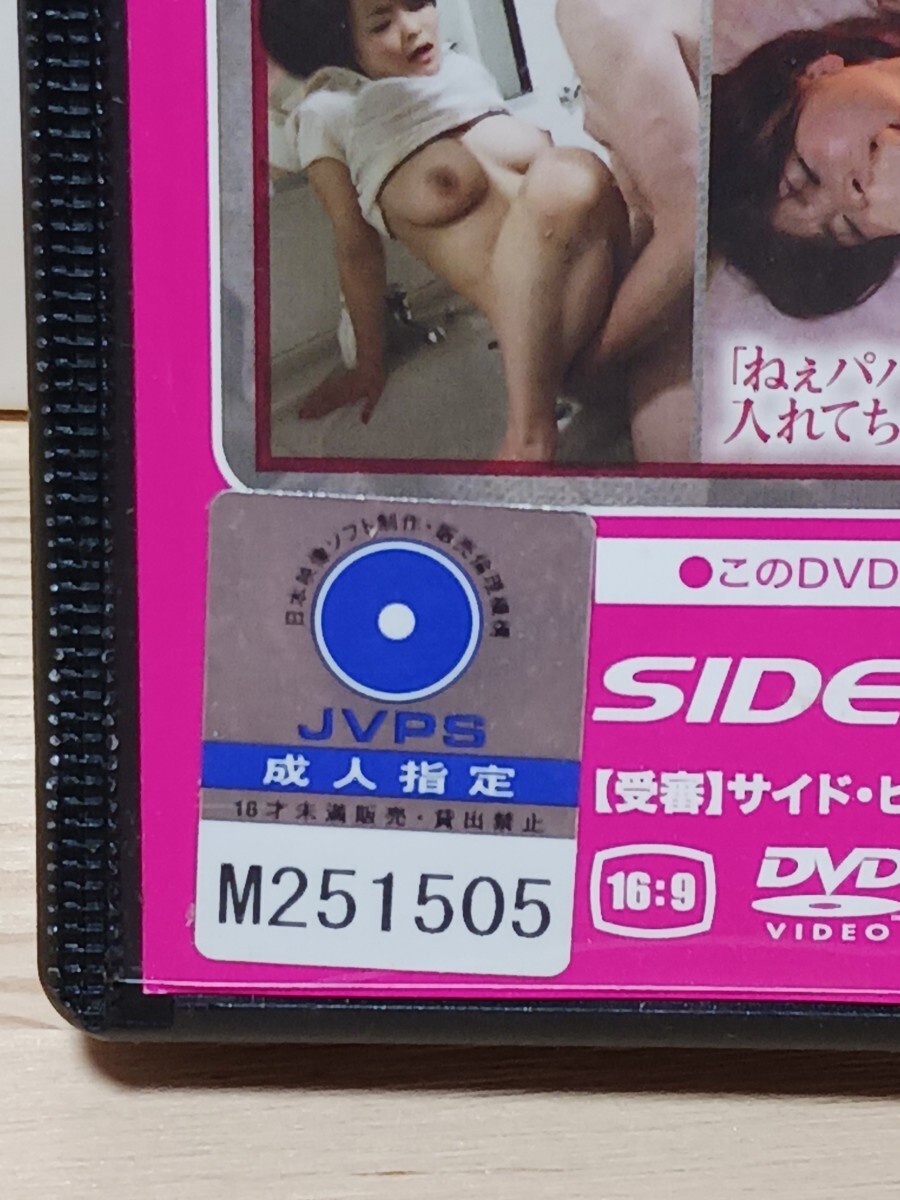 「ねぇパパ
入れてち
日本映像ソフト制作・販売倫理機構
●このDVD
JVPS
SIDE
成人指定
18才未満販売・貸出禁止
【受審】サイド・ビ
M251505
16:9
DVD
VIDEO